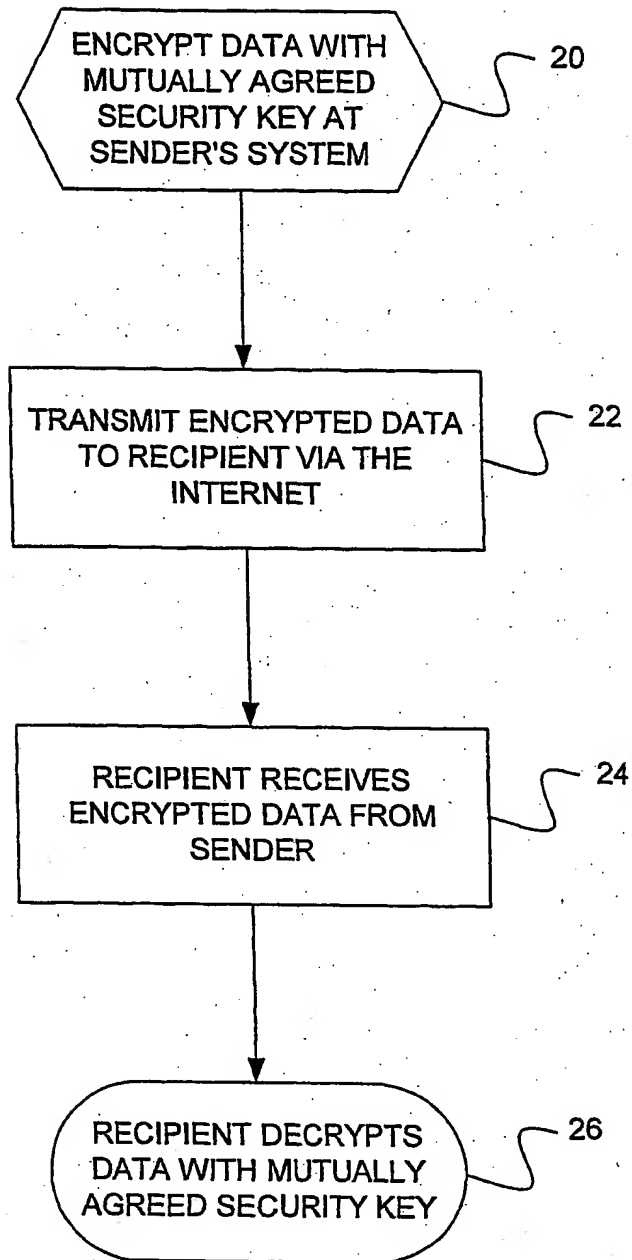 ENCRYPT DATA WITH
MUTUALLY AGREED
SECURITY KEY AT
SENDER'S SYSTEM
20
TRANSMIT ENCRYPTED DATA
TO RECIPIENT VIA THE
INTERNET
22
RECIPIENT RECEIVES
ENCRYPTED DATA FROM
SENDER
24
RECIPIENT DECRYPTS
DATA WITH MUTUALLY
AGREED SECURITY KEY
26